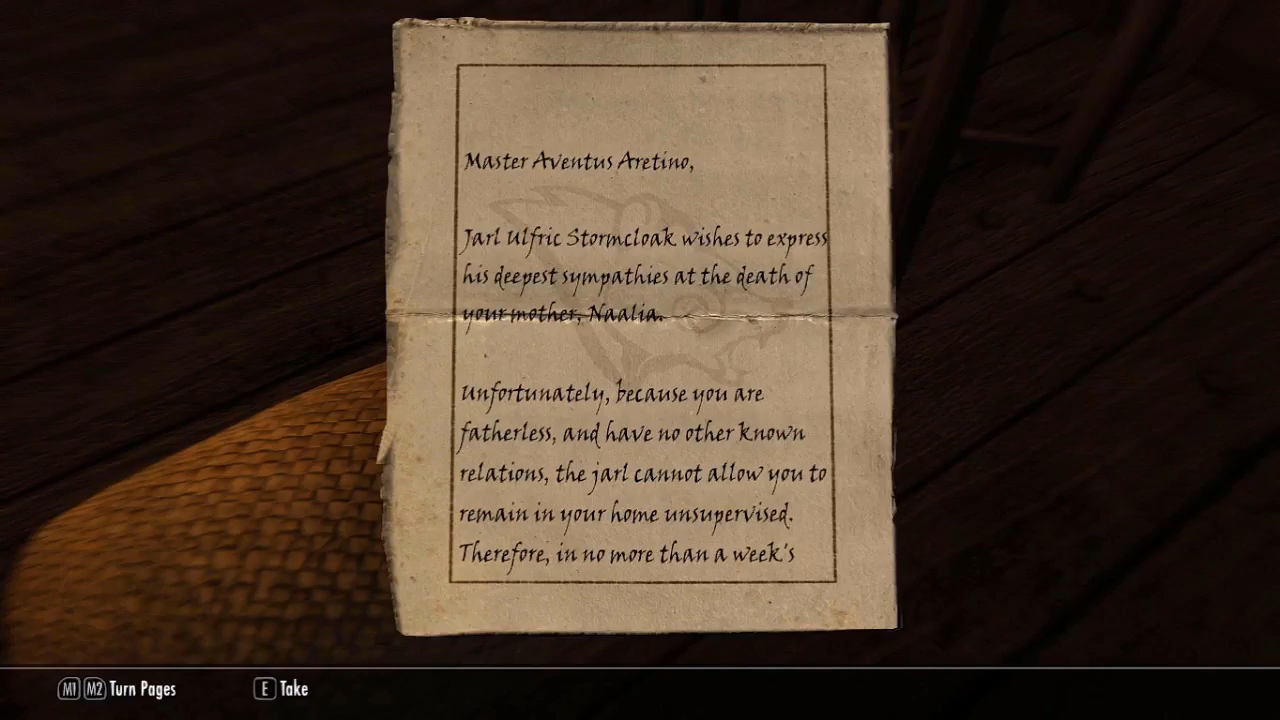 Master Aventus Aretino,
Jarl Ulfric Stormcloak wishes to express
his deepest sympathies at the death of
your mother, Naalia.
Unfortunately, because you are
fatherless, and have no other known
relations, the jarl cannot allow you to
remain in your home unsupervised.
Therefore, in no more than a week's
M1 M2 Turn Pages E Take